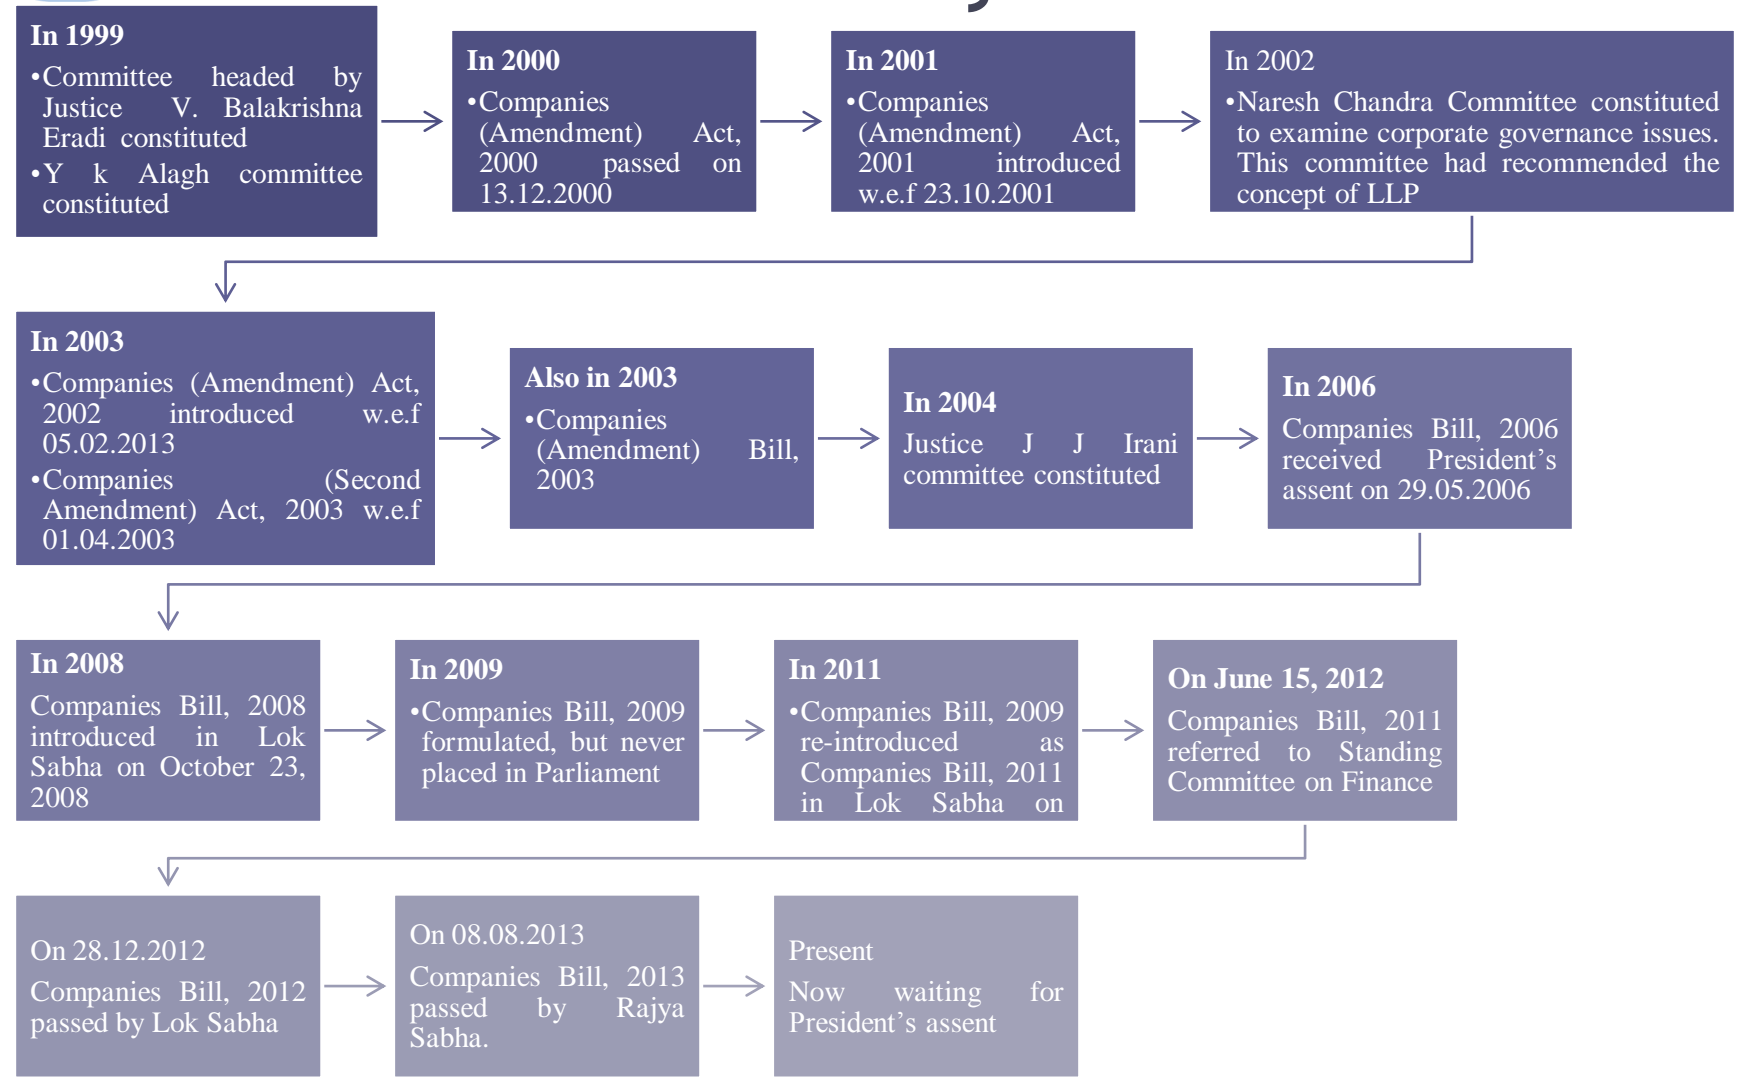 In 1999
•Committee headed by
Justice V. Balakrishna
Eradi constituted
•Y k Alagh committee
constituted
In 2000
•Companies
(Amendment) Act,
2000 passed on
13.12.2000
In 2001
•Companies
(Amendment) Act,
2001 introduced
w.e.f 23.10.2001
In 2002
•Naresh Chandra Committee constituted
to examine corporate governance issues.
This committee had recommended the
concept of LLP
In 2003
•Companies (Amendment) Act,
2002 introduced w.e.f
05.02.2013
•Companies (Second
Amendment) Act, 2003 w.e.f
01.04.2003
Also in 2003
•Companies
(Amendment) Bill,
2003
In 2004
Justice J J Irani
committee constituted
In 2006
Companies Bill, 2006
received President’s
assent on 29.05.2006
In 2008
Companies Bill, 2008
introduced in Lok
Sabha on October 23,
2008
In 2009
•Companies Bill, 2009
formulated, but never
placed in Parliament
In 2011
•Companies Bill, 2009
re-introduced as
Companies Bill, 2011
in Lok Sabha on
On June 15, 2012
Companies Bill, 2011
referred to Standing
Committee on Finance
On 28.12.2012
Companies Bill, 2012
passed by Lok Sabha
On 08.08.2013
Companies Bill, 2013
passed by Rajya
Sabha.
Present
Now waiting for
President’s assent